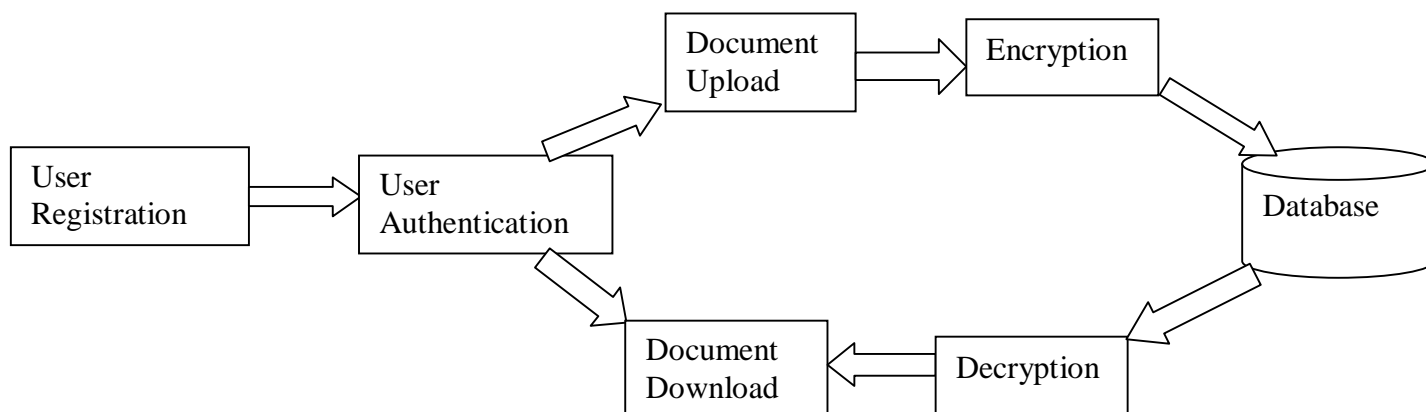 Document
Upload
Encryption
User
Registration
User
Authentication
Database
Document
Download
Decryption